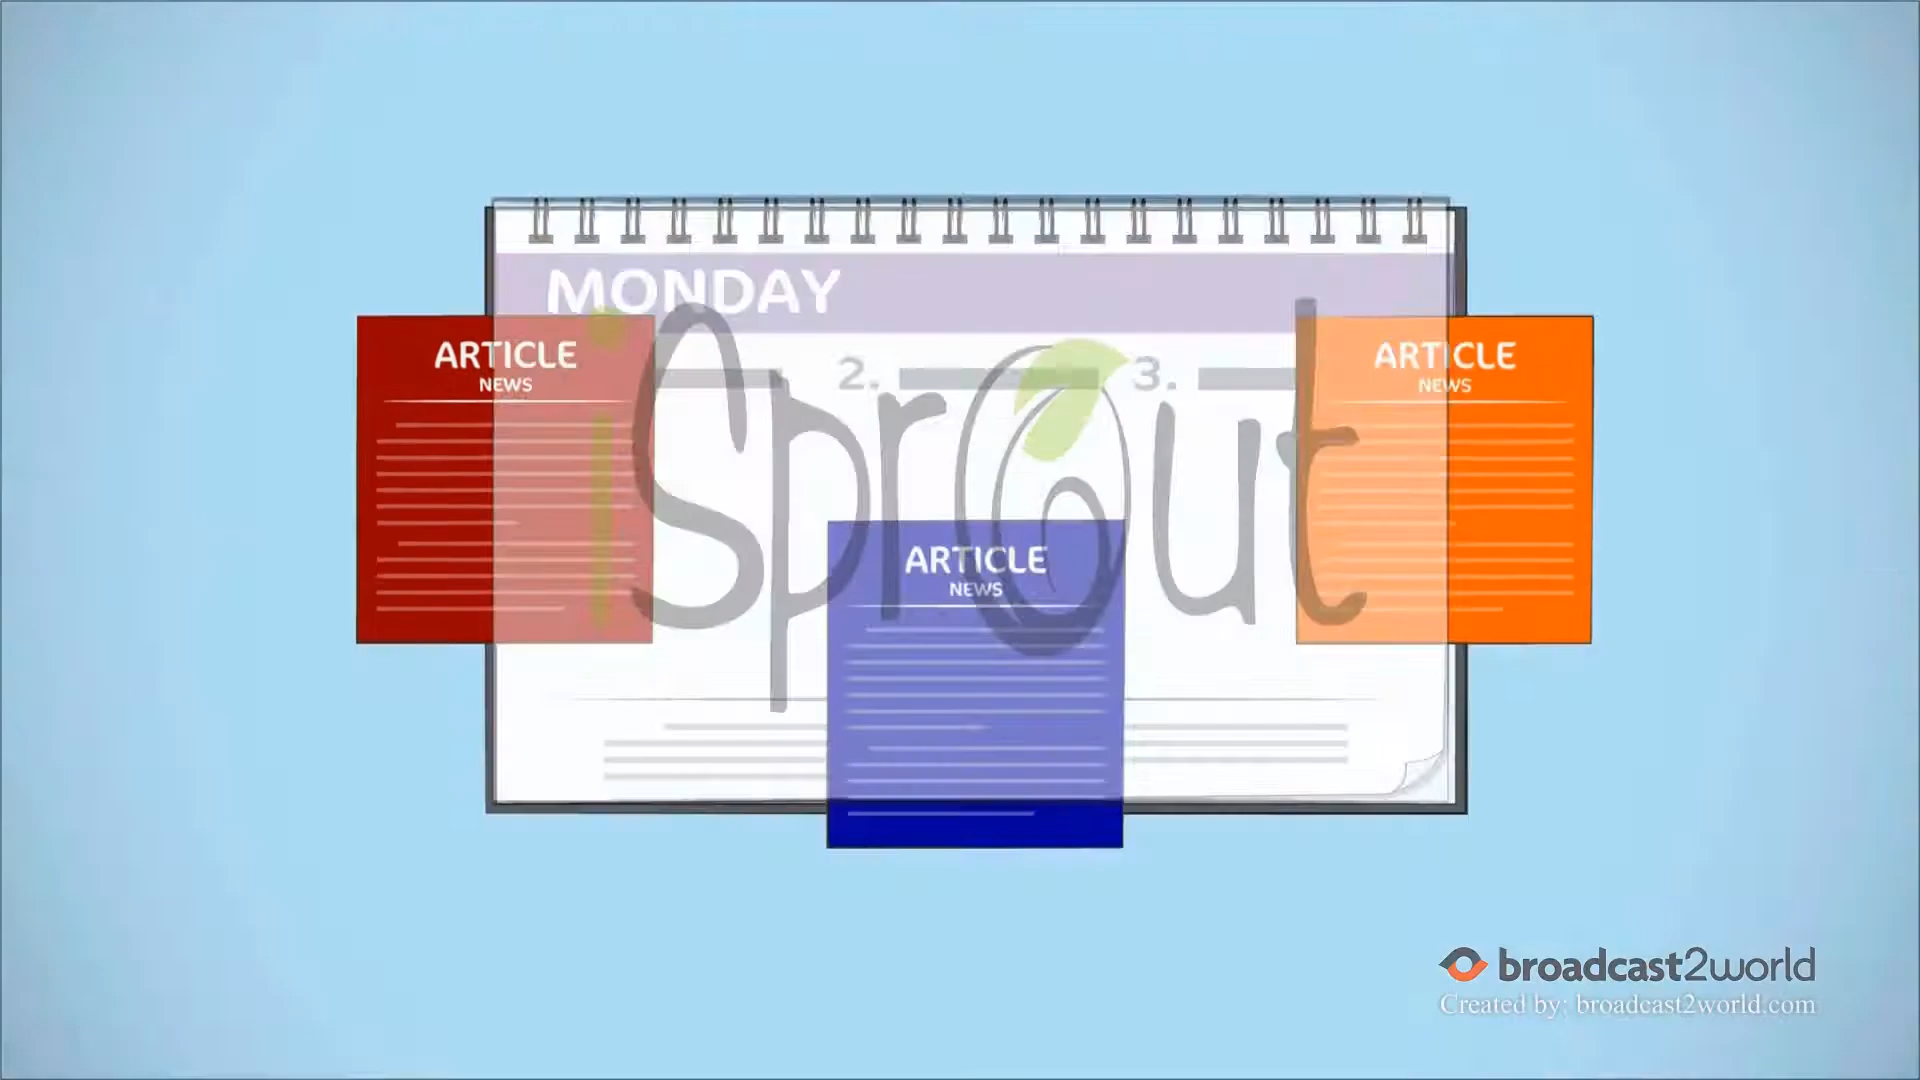 MONDAY
iSprout
2.
3.
ARTICLE
NEWS
ARTICLE
NEWS
ARTICLE
NEWS
broadcast2world
Created by: broadcast2world.com